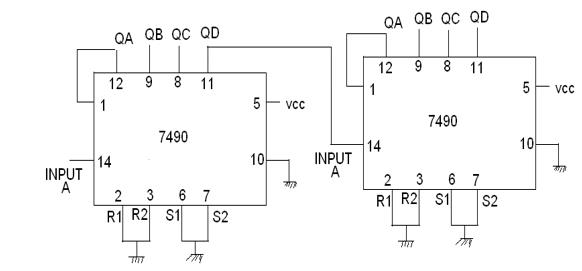 QA QB QC QD
12 9 8 11
1
5 vcc
7490
14
10
INPUT
A
2 3 6 7
R1 R2 S1 S2
QA QB QC QD
12 9 8 11
1
5 vcc
7490
14
10
INPUT
A
2 3 6 7
R1 R2 S1 S2